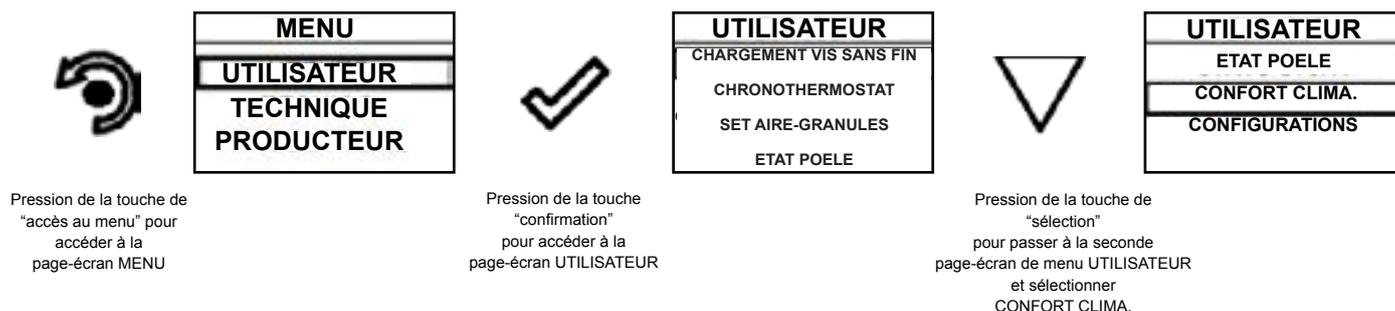 MENU
UTILISATEUR
TECHNIQUE
PRODUCTEUR
Pression de la touche de
“accès au menu” pour
accéder à la
page-écran MENU
UTILISATEUR
CHARGEMENT VIS SANS FIN
CHRONOTHERMOSTAT
SET AIRE-GRANULES
ETAT POELE
Pression de la touche
“confirmation”
pour accéder à la
page-écran UTILISATEUR
UTILISATEUR
ETAT POELE
CONFORT CLIMA.
CONFIGURATIONS
Pression de la touche de
“sélection”
pour passer à la seconde
page-écran de menu UTILISATEUR
et sélectionner
CONFORT CLIMA.